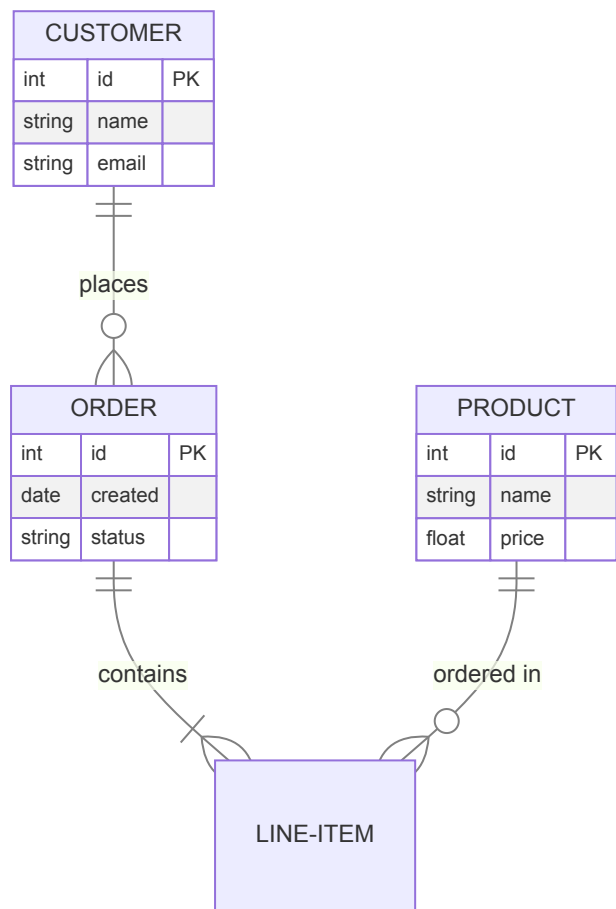 CUSTOMER
int id PK
string name
string email
places
ORDER
int id PK
date created
string status
PRODUCT
int id PK
string name
float price
contains
ordered in
LINE-ITEM